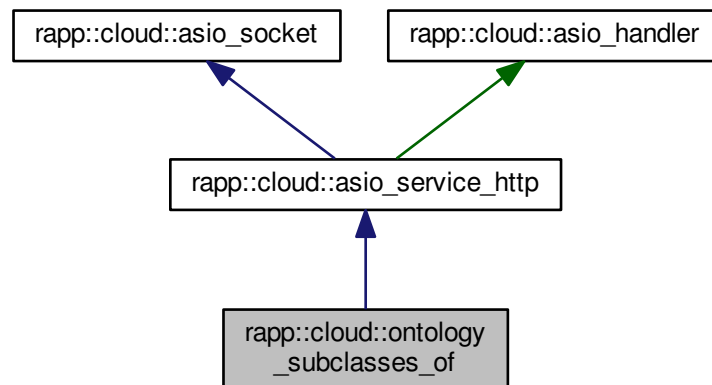 rapp::cloud::asio_socket
rapp::cloud::asio_handler
rapp::cloud::asio_service_http
rapp::cloud::ontology
_subclasses_of